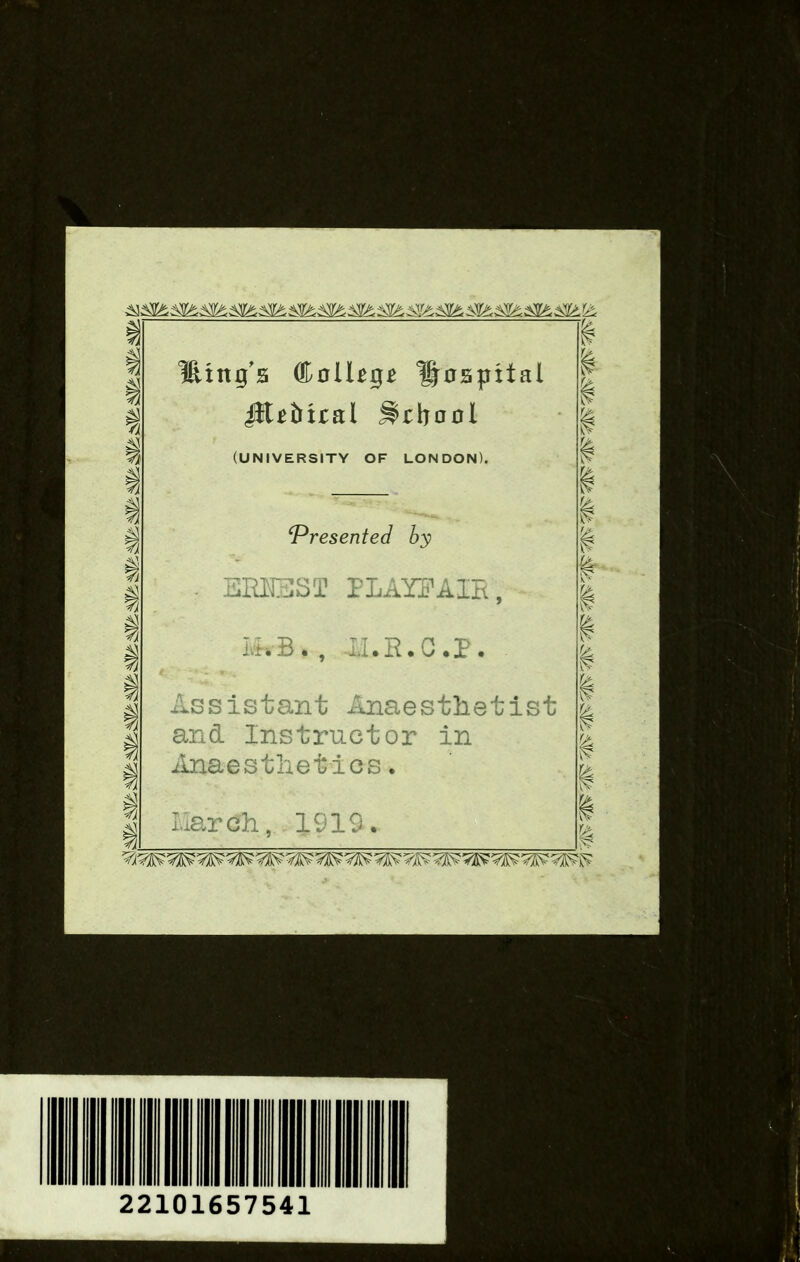 King's College Hospital
Medical School
(UNIVERSITY OF LONDON).
Presented by
ERNEST PLAYFAIR,
M.B., M.R.C.P.
Assistant Anaesthetist
and Instructor in
Anaesthetics.
March, 1919.
22101657541